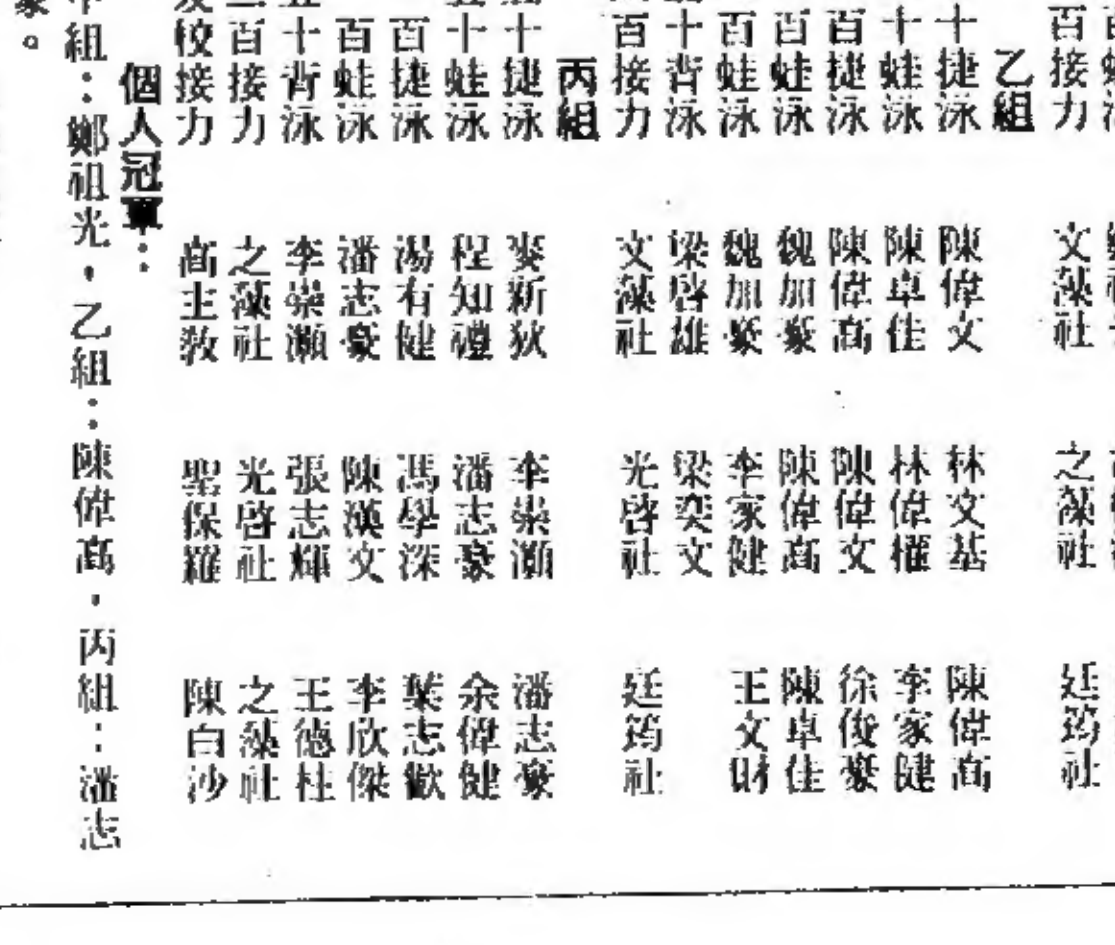 百接力 文藻社 之藻社 廷筠社
乙組
十捷泳 陳偉文 林文基 陳偉高
十蛙泳 陳卓佳 林偉權 李家健
百捷泳 陳偉高 陳偉文 徐俊豪
百蛙泳 魏加豪 陳偉高 陳卓佳
百蛙泳 魏加豪 李家健 王文財
十背泳 梁啓雄 梁奕文
百接力 文藻社 光啓社 廷筠社
丙組
十捷泳 麥新狄 李崇灝 潘志豪
十蛙泳 程知禮 潘志豪 余偉健
百捷泳 湯有健 馮學深 葉志歡
百蛙泳 潘志豪 陳漢文 李欣傑
十背泳 李崇灝 張志輝 王德柱
百接力 之藻社 光啓社 之藻社
校接力 高主教 聖保羅 陳白沙
個人冠軍：
組：鄭祖光，乙組：陳偉高，丙組：潘志
豪。